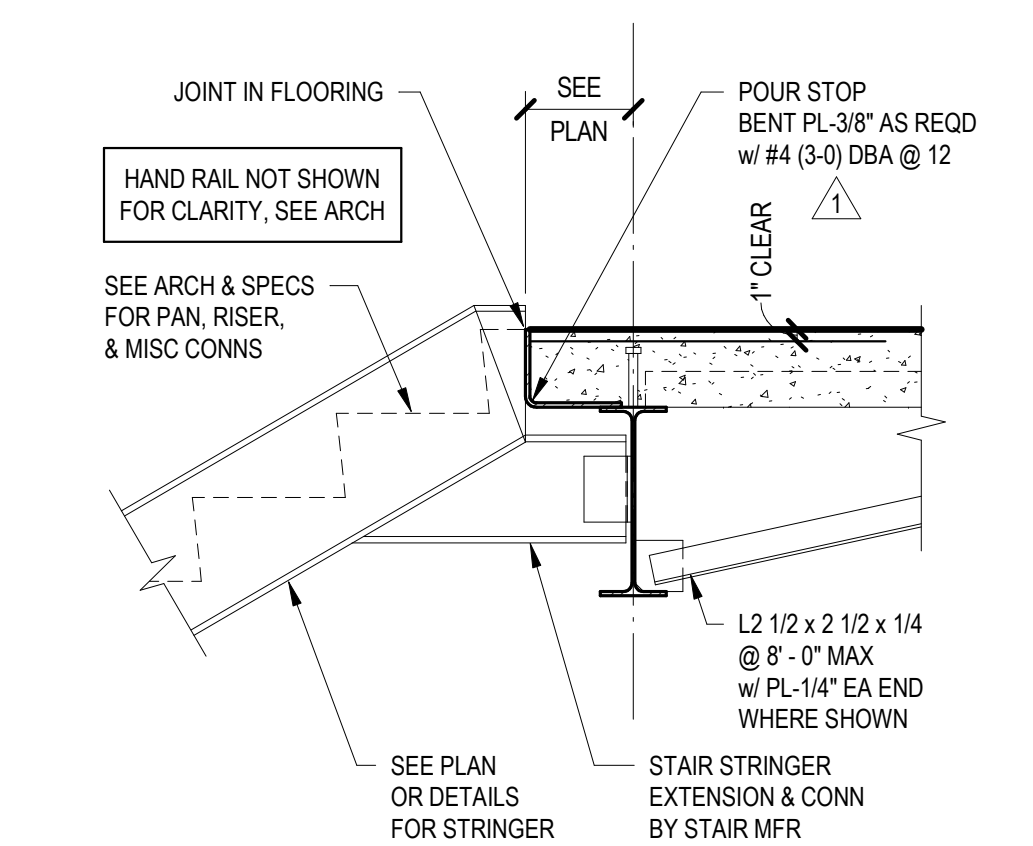 JOINT IN FLOORING
SEE
PLAN
POUR STOP
BENT PL-3/8" AS REQD
w/ #4 (3-0) DBA @ 12
1
HAND RAIL NOT SHOWN
FOR CLARITY, SEE ARCH
1" CLEAR
SEE ARCH & SPECS
FOR PAN, RISER,
& MISC CONNS
L2 1/2 x 2 1/2 x 1/4
@ 8' - 0" MAX
w/ PL-1/4" EA END
WHERE SHOWN
SEE PLAN
OR DETAILS
FOR STRINGER
STAIR STRINGER
EXTENSION & CONN
BY STAIR MFR